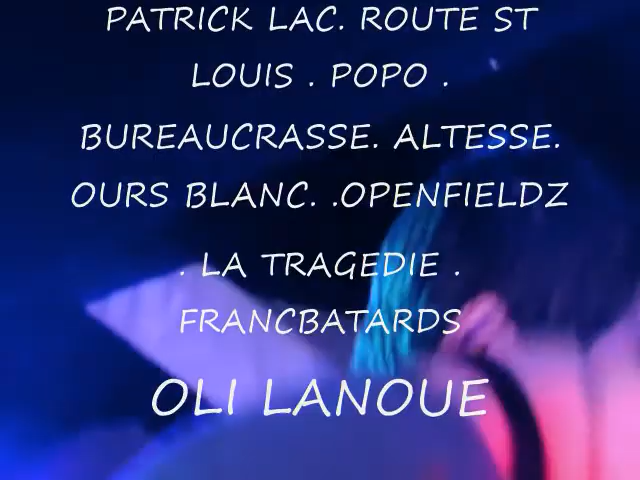 PATRICK LAC. ROUTE ST
LOUIS . POPO .
BUREAUCRASSE. ALTESSE.
OURS BLANC. .OPENFIELDZ
. LA TRAGEDIE .
FRANCBATARDS
OLI LANOUE